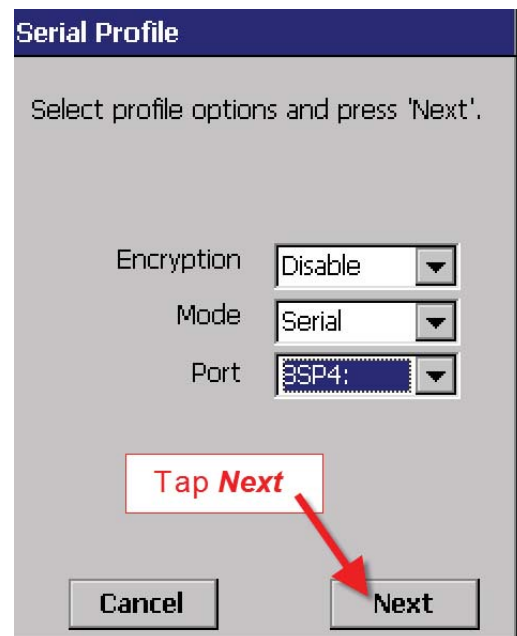 Serial Profile
Select profile options and press 'Next'.
Encryption Disable
Mode Serial
Port BSP4:
Tap Next
Cancel Next